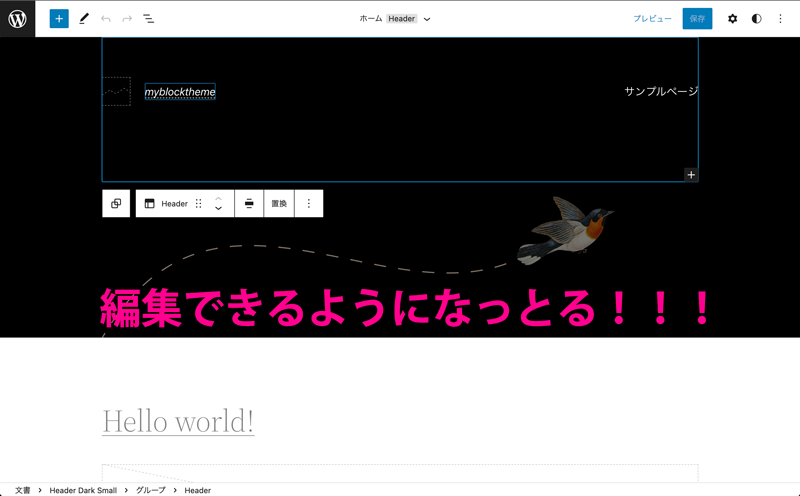 ホーム Header
プレビュー
保存
myblocktheme
サンプルページ
Header
置換
編集できるようになっとる！！！
Hello world!
文書 > Header Dark Small > グループ > Header